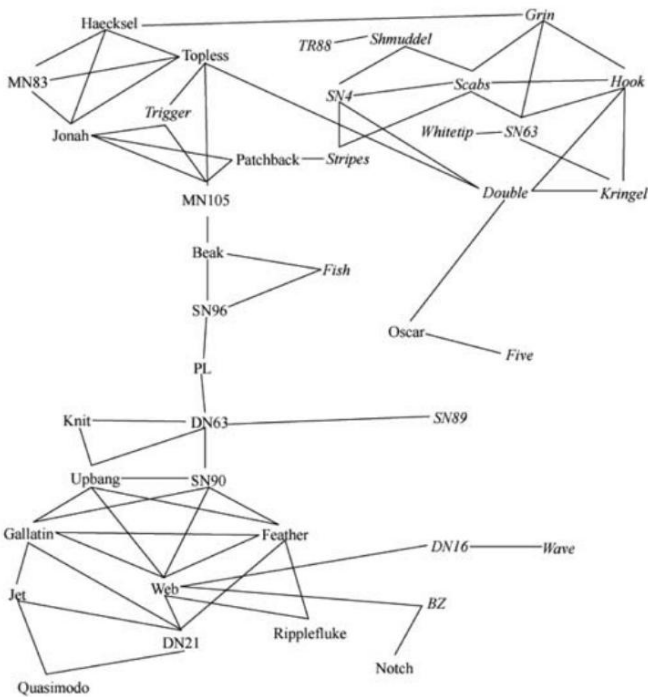 Haecksel
Grin
Topless
TR88
Shmuddel
MN83
Scabs
Hook
SN4
Trigger
Jonah
Whitetip
SN63
Patchback
Stripes
MN105
Double
Kringel
Beak
Fish
SN96
Oscar
PL
Five
Knit
DN63
SN89
Upbang
SN90
Gallatin
Feather
DN16
Wave
Jet
Web
BZ
Ripplefluke
DN21
Notch
Quasimodo